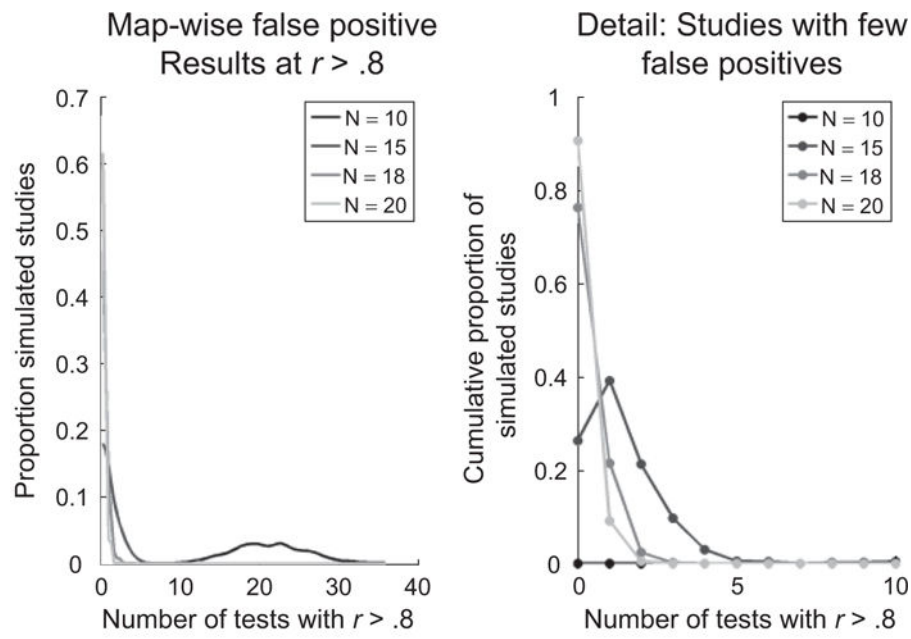 Map-wise false positive
Results at r > .8
Proportion simulated studies
0.7
0.6
0.5
0.4
0.3
0.2
0.1
0
N = 10
N = 15
N = 18
N = 20
0 10 20 30 40
Number of tests with r > .8
Detail: Studies with few
false positives
Cumulative proportion of
simulated studies
1
0.8
0.6
0.4
0.2
0
N = 10
N = 15
N = 18
N = 20
0 5 10
Number of tests with r > .8